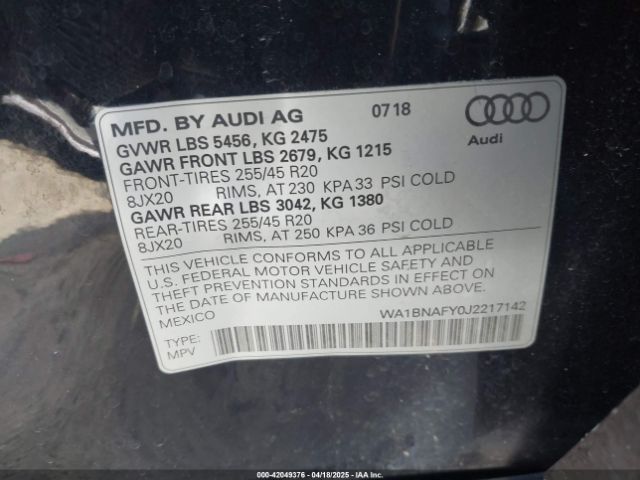 MFD. BY AUDI AG 07 18
GVWR LBS 5456, KG 2475
GAWR FRONT LBS 2679, KG 1215
FRONT-TIRES 255/45 R20
8JX20 RIMS, AT 230 KPA 33 PSI COLD
GAWR REAR LBS 3042, KG 1380
REAR-TIRES 255/45 R20
8JX20 RIMS, AT 250 KPA 36 PSI COLD
Audi
THIS VEHICLE CONFORMS TO ALL APPLICABLE
U.S. FEDERAL MOTOR VEHICLE SAFETY AND
THEFT PREVENTION STANDARDS IN EFFECT ON
THE DATE OF MANUFACTURE SHOWN ABOVE.
MEXICO
WA1BNAFY0J2217142
TYPE:
MPV
000-42049376 - 04/18/2025 - IAA Inc.